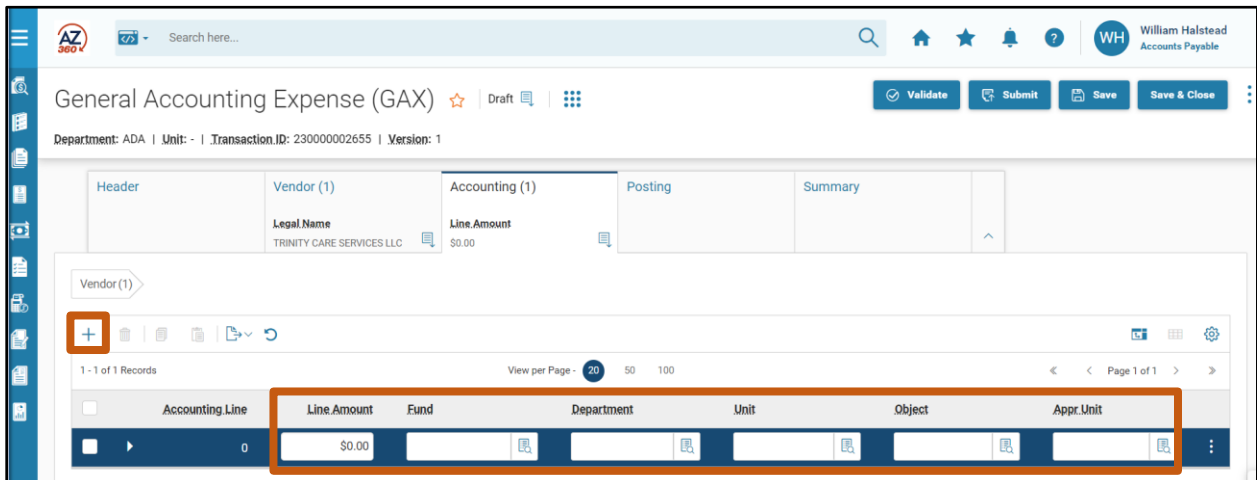 AZ
360
</>
Search here...
?
WH
William Halstead
Accounts Payable
General Accounting Expense (GAX)
Draft
Validate
Submit
Save
Save & Close
Department: ADA | Unit: - | Transaction ID: 230000002655 | Version: 1
Header
Vendor (1)
Accounting (1)
Posting
Summary
Legal Name
Line Amount
TRINITY CARE SERVICES LLC
$0.00
Vendor (1)
1 - 1 of 1 Records
View per Page - 20 50 100
Page 1 of 1
Accounting Line Line Amount Fund Department Unit Object Appr Unit
0 $0.00